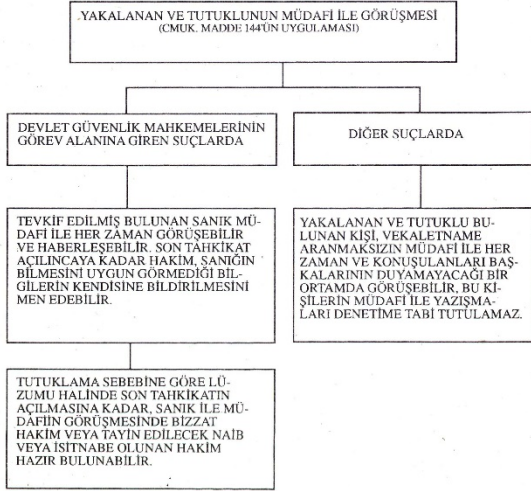 YAKALANAN VE TUTUKLUNUN MÜDAFİ İLE GÖRÜŞMESİ
(CMUK. MADDE 144'ÜN UYGULAMASI)
DEVLET GÜVENLİK MAHKEMELERİNİN
GÖREV ALANINA GİREN SUÇLARDA
DİĞER SUÇLARDA
TEVKİF EDİLMİŞ BULUNAN SANIK MÜ-
DAFİ İLE HER ZAMAN GÖRÜŞEBİLİR
VE HABERLEŞEBİLİR. SON TAHKİKAT
AÇILINCAYA KADAR HAKİM, SANIĞIN
BİLMESİNİ UYGUN GÖRMEDİĞİ BİL-
GİLERİN KENDİSİNE BİLDİRİLMESİNİ
MEN EDEBİLİR.
YAKALANAN VE TUTUKLU BU-
LUNAN KİŞİ, VEKALETNAME
ARANMAKSIZIN MÜDAFİ İLE HER
ZAMAN VE KONUŞULANLARI BAŞ-
KALARININ DUYAMAYACAĞI BİR
ORTAMDA GÖRÜŞEBİLİR, BU Kİ-
ŞİLERİN MÜDAFİ İLE YAZIŞMA-
LARI DENETİME TABİ TUTULAMAZ.
TUTUKLAMA SEBEBİNE GÖRE LÜ-
ZUMU HALİNDE SON TAHKİKATIN
AÇILMASINA KADAR, SANIK İLE MÜ-
DAFİİN GÖRÜŞMESİNDE BİZZAT
HAKİM VEYA TAYİN EDİLECEK NAİB
VEYA İSİTNABE OLUNAN HAKİM
HAZIR BULUNABİLİR.